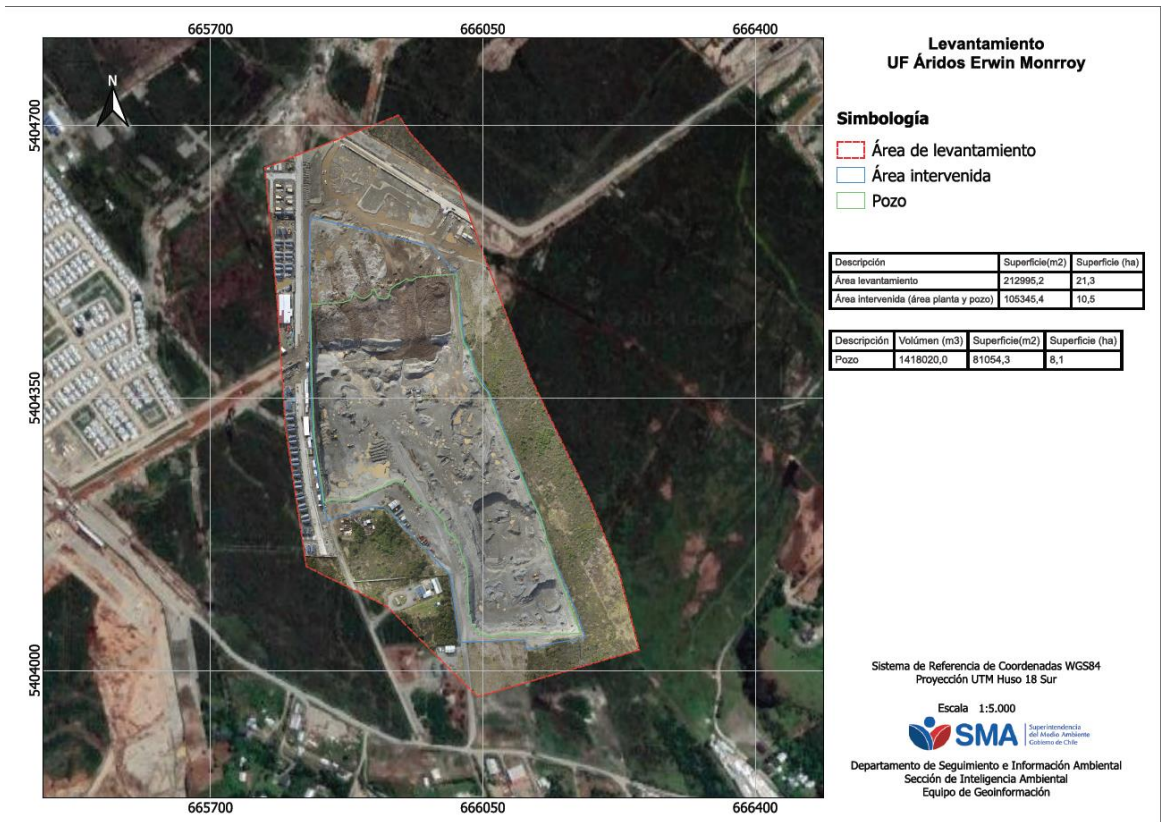 665700 666050 666400
Levantamiento
UF Áridos Erwin Monrroy
N
5404700
5404350
5404000
Simbología
Área de levantamiento
Área intervenida
Pozo
Descripción Superficie(m2) Superficie (ha)
Área levantamiento 212995,2 21,3
Área intervenida (área planta y pozo) 105345,4 10,5
Descripción Volúmen (m3) Superficie(m2) Superficie (ha)
Pozo 1418020,0 81054,3 8,1
Sistema de Referencia de Coordenadas WGS84
Proyección UTM Huso 18 Sur
Escala 1:5.000
SMA
Superintendencia
del Medio Ambiente
Gobierno de Chile
Departamento de Seguimiento e Información Ambiental
Sección de Inteligencia Ambiental
Equipo de Geoinformación
665700 666050 666400